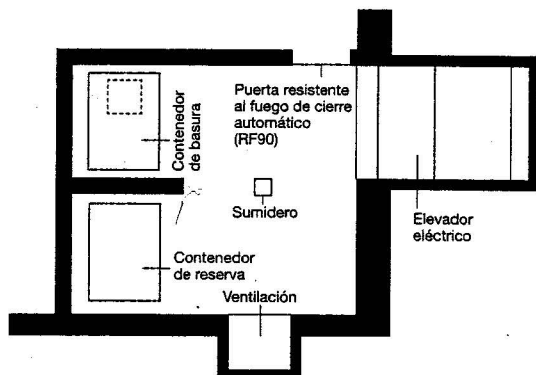 Puerta resistente
al fuego de cierre
automático
(RF90)
Contenedor
de basura
Sumidero
Elevador
eléctrico
Contenedor
de reserva
Ventilación